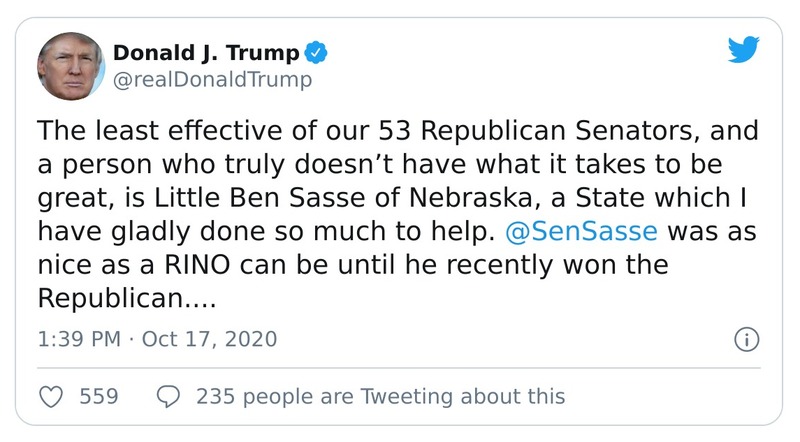 Donald J. Trump
@realDonaldTrump
The least effective of our 53 Republican Senators, and
a person who truly doesn’t have what it takes to be
great, is Little Ben Sasse of Nebraska, a State which I
have gladly done so much to help. @SenSasse was as
nice as a RINO can be until he recently won the
Republican....
1:39 PM · Oct 17, 2020
559 235 people are Tweeting about this